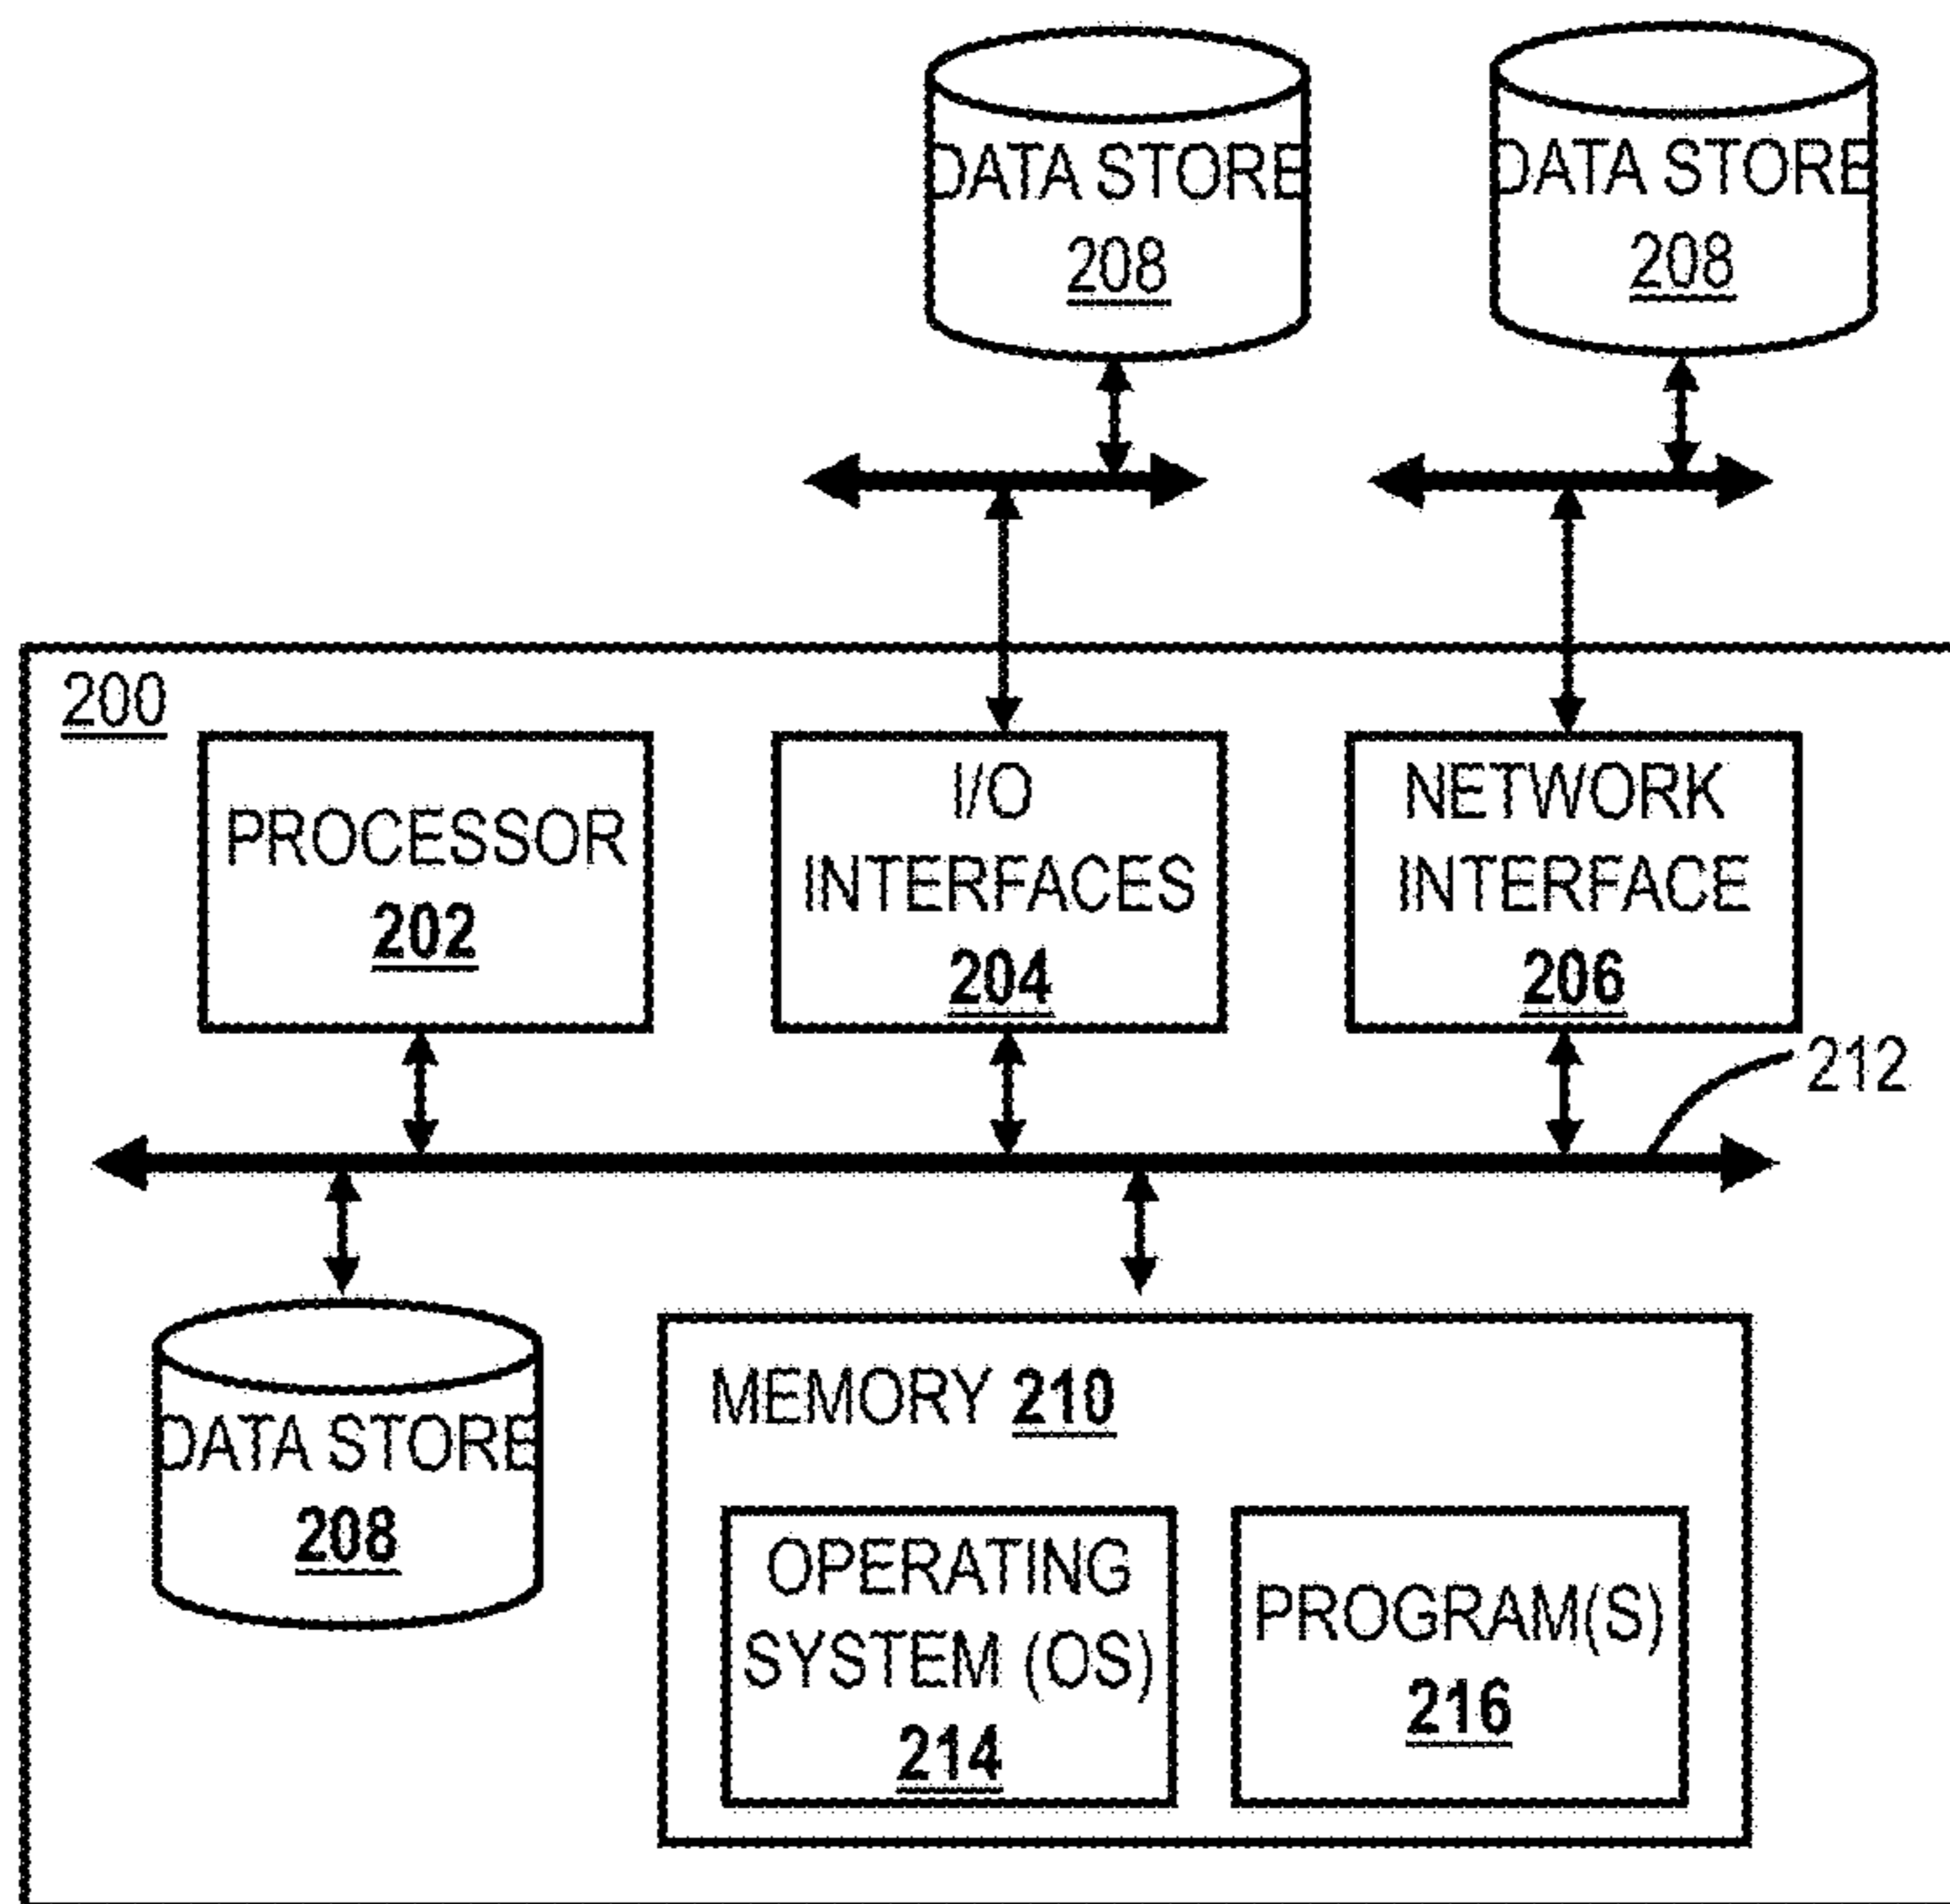 DATA STORE
208
DATA STORE
208
200
PROCESSOR
202
I/O
INTERFACES
204
NETWORK
INTERFACE
206
212
DATA STORE
208
MEMORY 210
OPERATING
SYSTEM (OS)
214
PROGRAM(S)
216